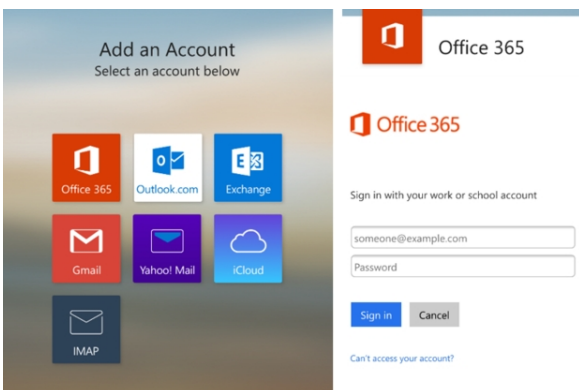 Add an Account
Select an account below
Office 365
Outlook.com
Exchange
Gmail
Yahoo! Mail
iCloud
IMAP
Office 365
Office 365
Sign in with your work or school account
someone@example.com
Password
Sign in
Cancel
Can't access your account?